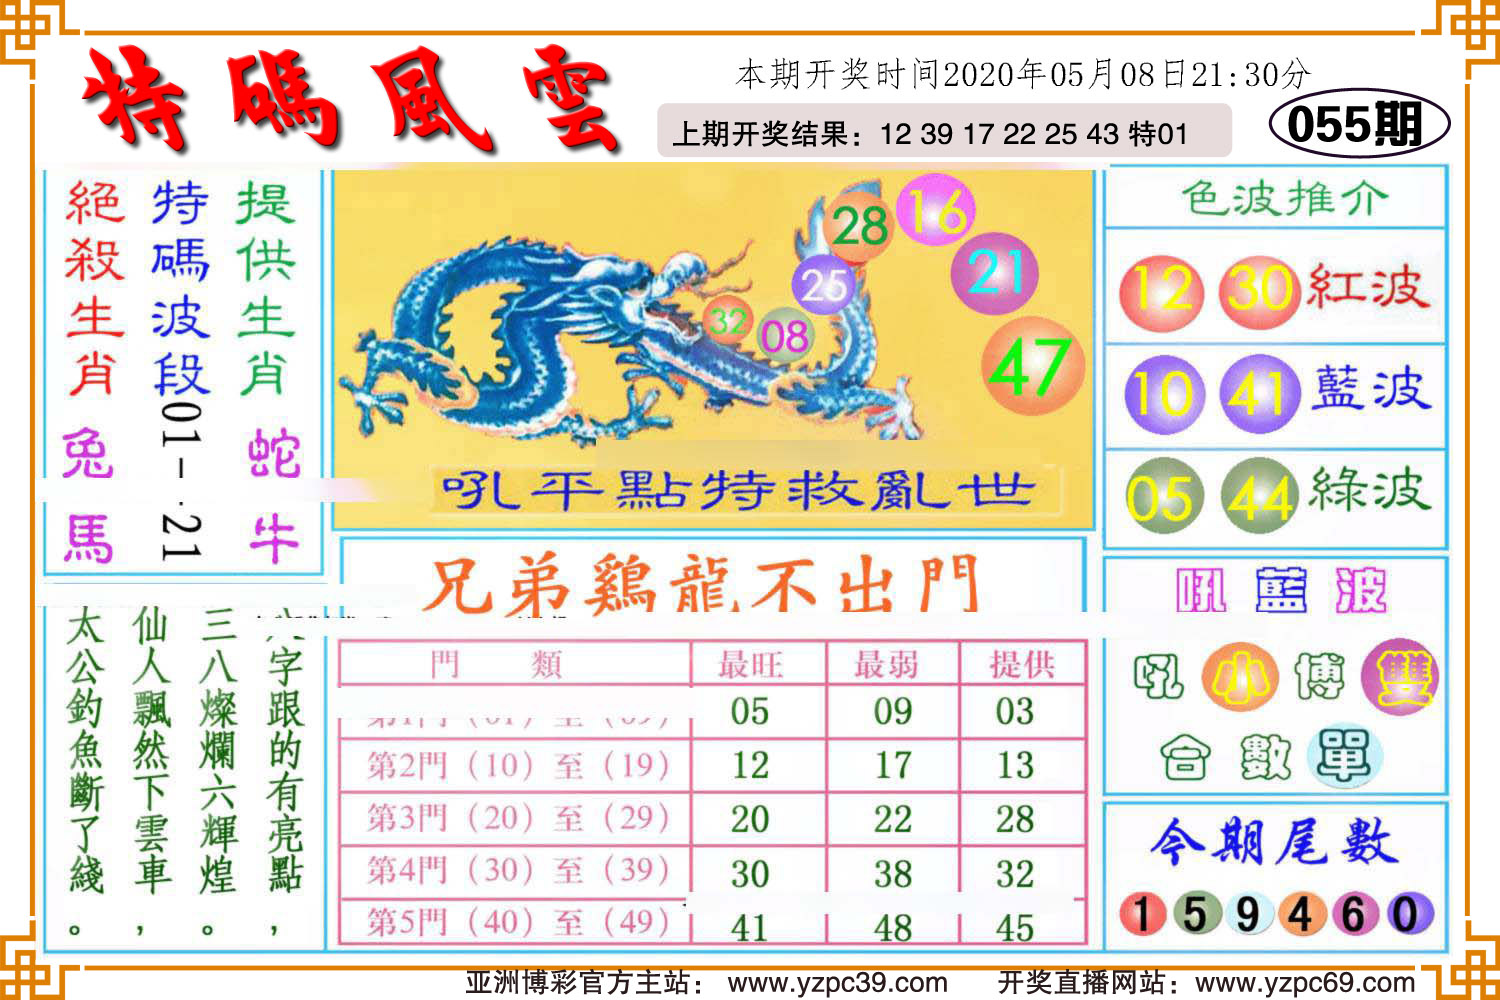 特碼風雲
本期开奖时间2020年05月08日21:30分
上期开奖结果：12 39 17 22 25 43 特01
055期
提供生肖
蛇
牛
特碼波段
01-21
絕殺生肖
兔
馬
28
16
21
47
25
32
08
吼平點特救亂世
色波推介
12 30 紅波
10 41 藍波
05 44 綠波
兄弟鷄龍不出門
吼藍波
吼小博雙
合數單
今期尾數
1 5 9 4 6 0
字跟的有亮點，
三八燦爛六輝煌。
仙人飄然下雲車，
太公釣魚斷了綫。
門類 最旺 最弱 提供
第1門（01）至（09） 05 09 03
第2門（10）至（19） 12 17 13
第3門（20）至（29） 20 22 28
第4門（30）至（39） 30 38 32
第5門（40）至（49） 41 48 45
亚洲博彩官方主站： www.yzpc39.com 开奖直播网站：www.yzpc69.com